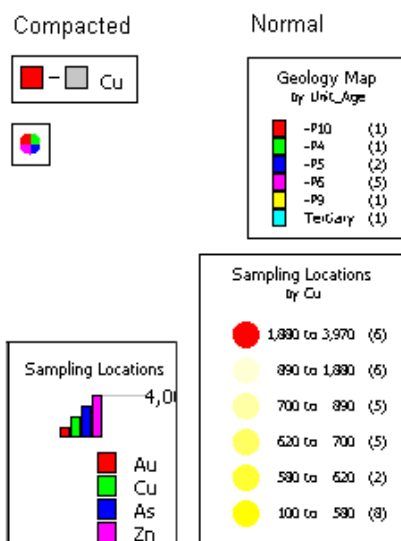 Compacted
Normal
Cu
Geology Map
by Unit_Age
-P10 (1)
-P4 (1)
-P5 (2)
-P6 (5)
-P9 (1)
Tertiary (1)
Sampling Locations
by Cu
1,880 to 3,970 (6)
890 to 1,880 (6)
700 to 890 (5)
620 to 700 (5)
580 to 620 (2)
100 to 580 (8)
Sampling Locations
4,0
Au
Cu
As
Zn